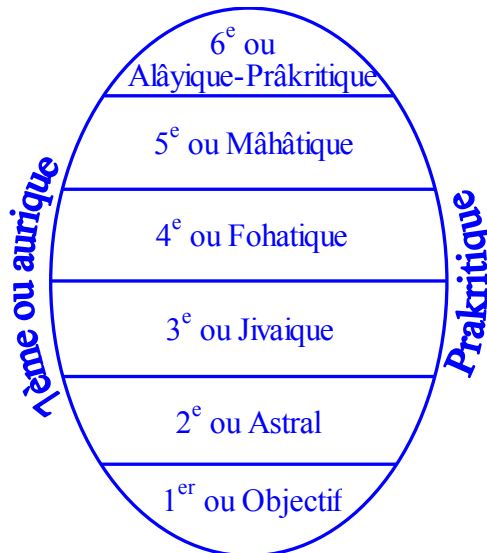 6e ou
Alâyique-Prâkritique
5e ou Mâhâtique
7ème ou aurique
Prakritique
4e ou Fohatique
3e ou Jivaique
2e ou Astral
1er ou Objectif